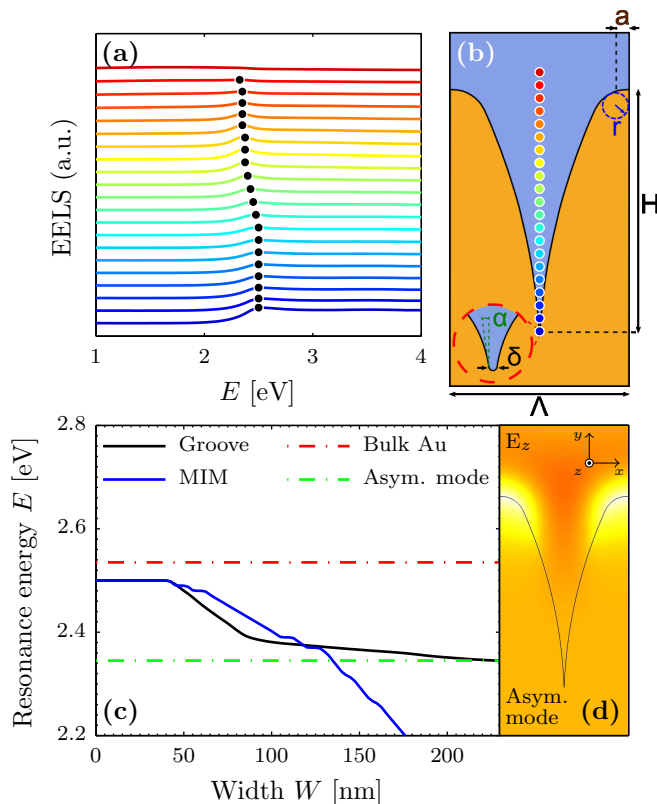 (a)
EELS (a.u.)
1 2 3 4
E [eV]
(b)
a
r
H
α
δ
Λ
2.8
2.6
2.4
2.2
Resonance energy E [eV]
Groove
MIM
Bulk Au
Asym. mode
(c)
0 50 100 150 200
Width W [nm]
E_z
y
z
x
Asym.
mode
(d)